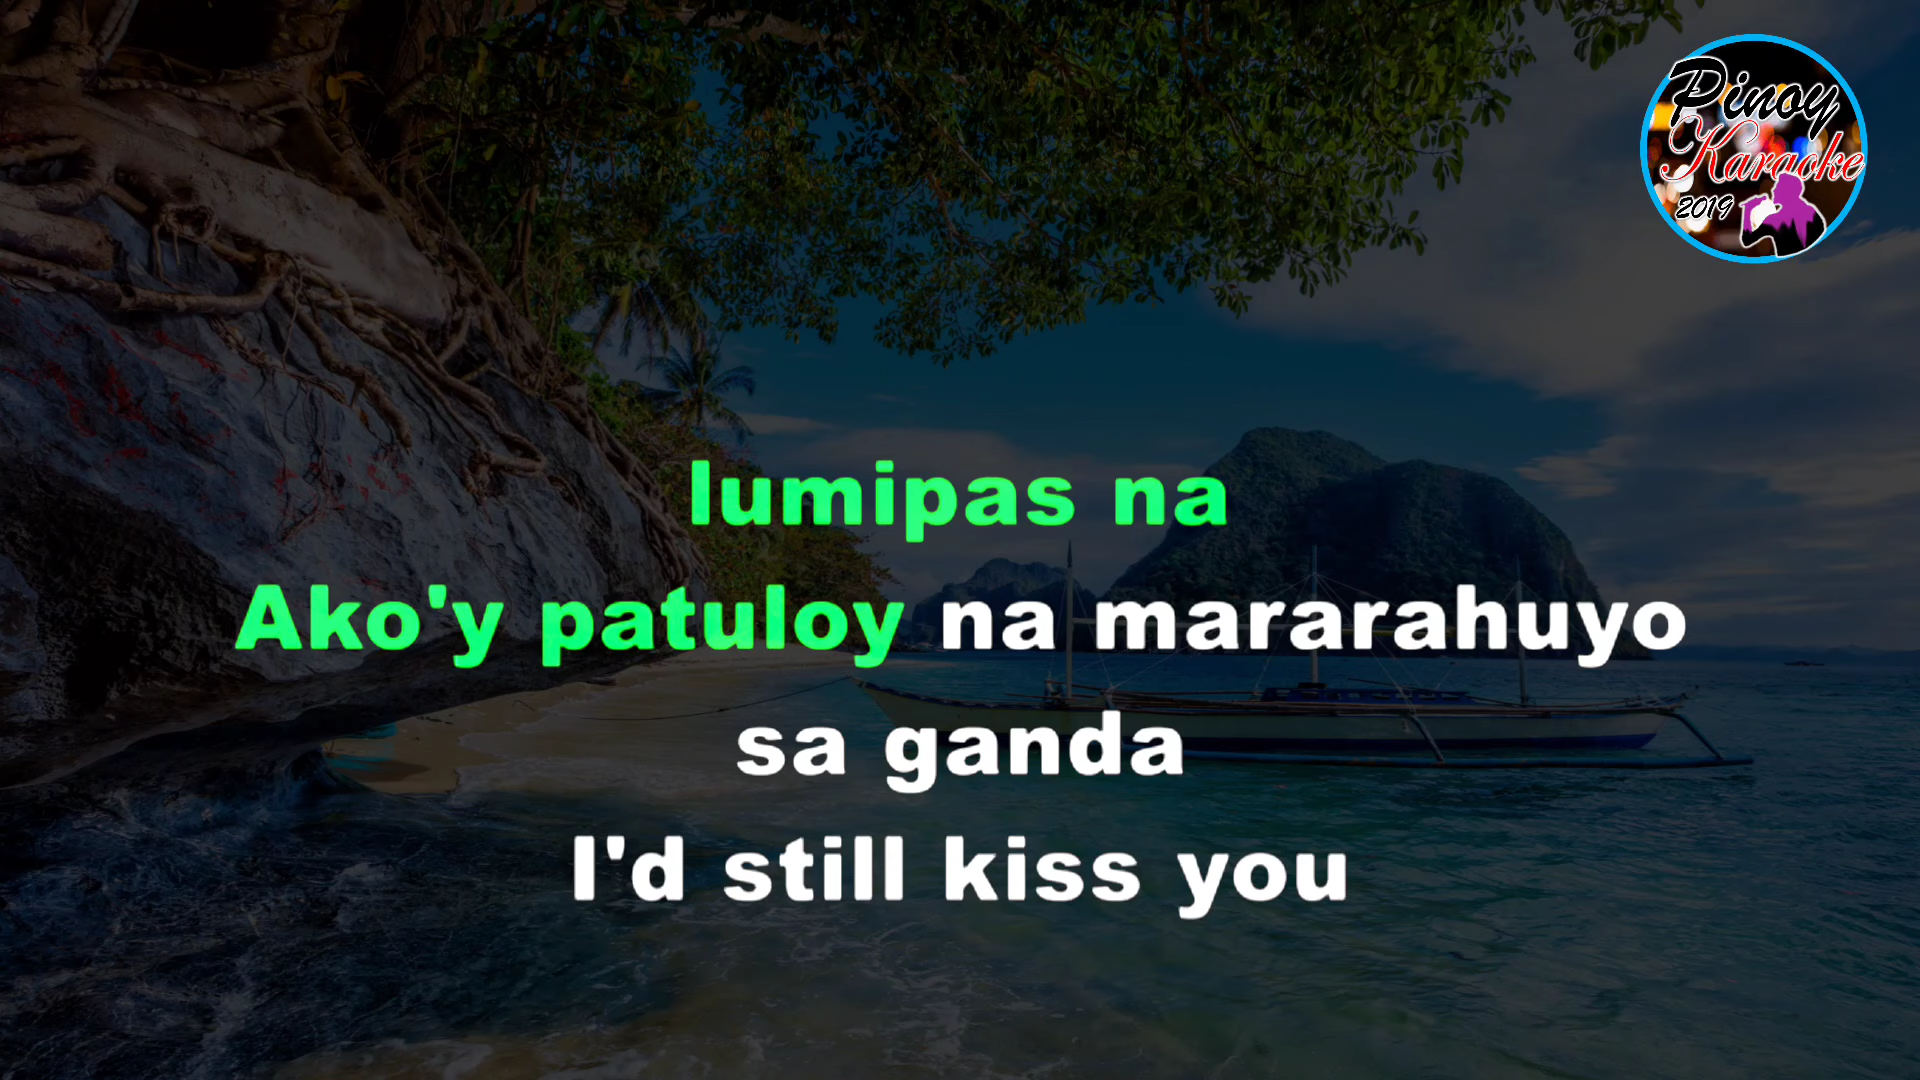 Pinoy
Karaoke
2019
lumipas na
Ako'y patuloy na mararahuyo
sa ganda
I'd still kiss you